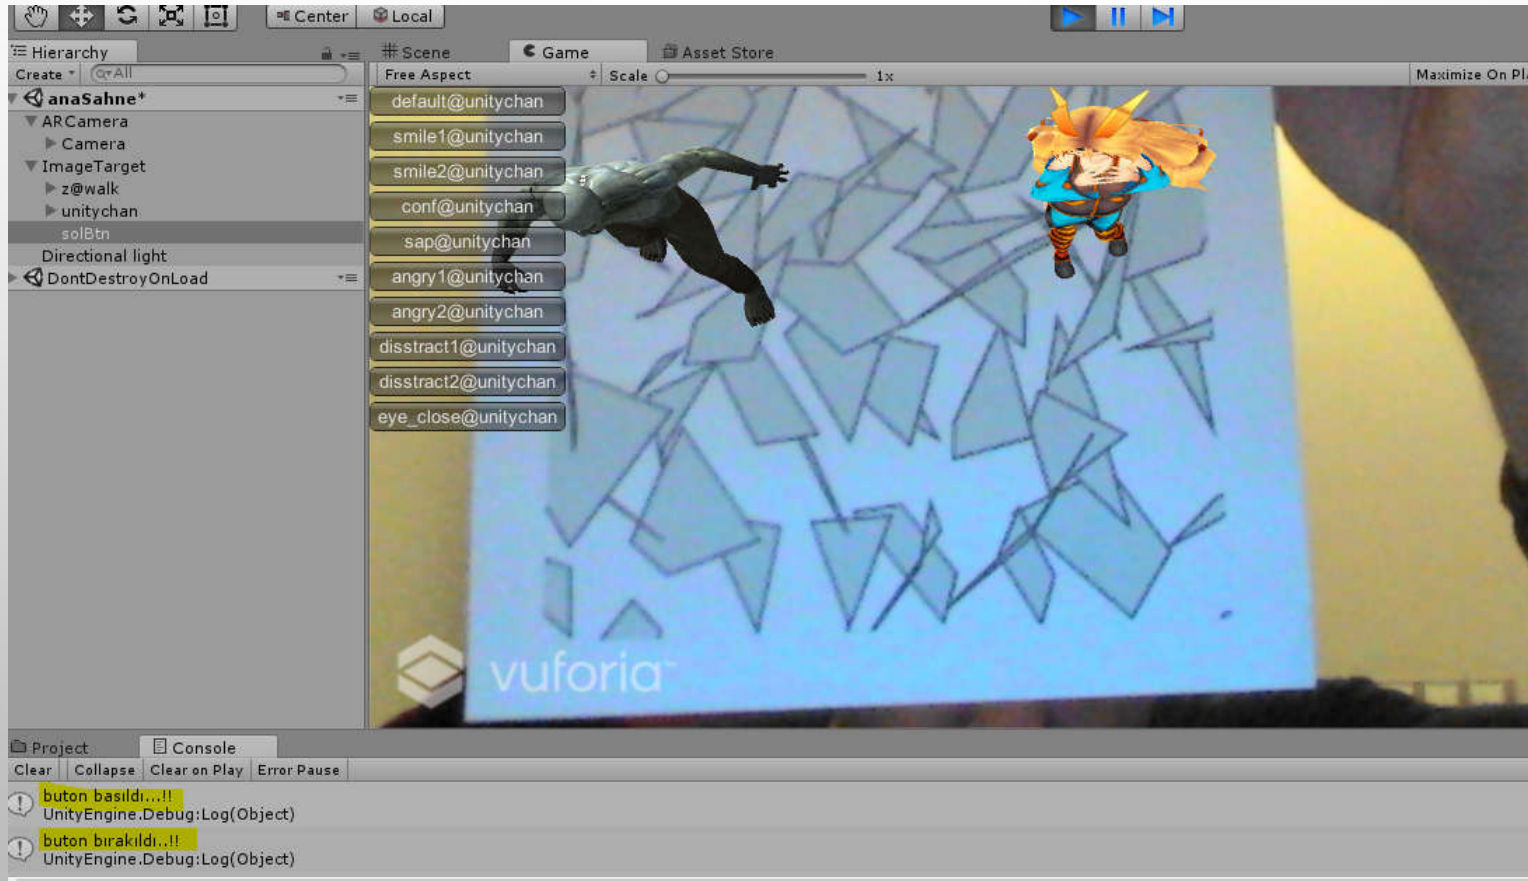 Center Local
Hierarchy
Scene Game Asset Store
Create All
Free Aspect Scale 1x Maximize On
anaSahne*
ARCamera
Camera
ImageTarget
z@walk
unitychan
solBtn
Directional light
DontDestroyOnLoad
default@unitychan
smile1@unitychan
smile2@unitychan
conf@unitychan
sap@unitychan
angry1@unitychan
angry2@unitychan
disstract1@unitychan
disstract2@unitychan
eye_close@unitychan
vuforia™
Project Console
Clear Collapse Clear on Play Error Pause
buton basıldı...!!
UnityEngine.Debug:Log(Object)
buton bırakıldı..!!
UnityEngine.Debug:Log(Object)